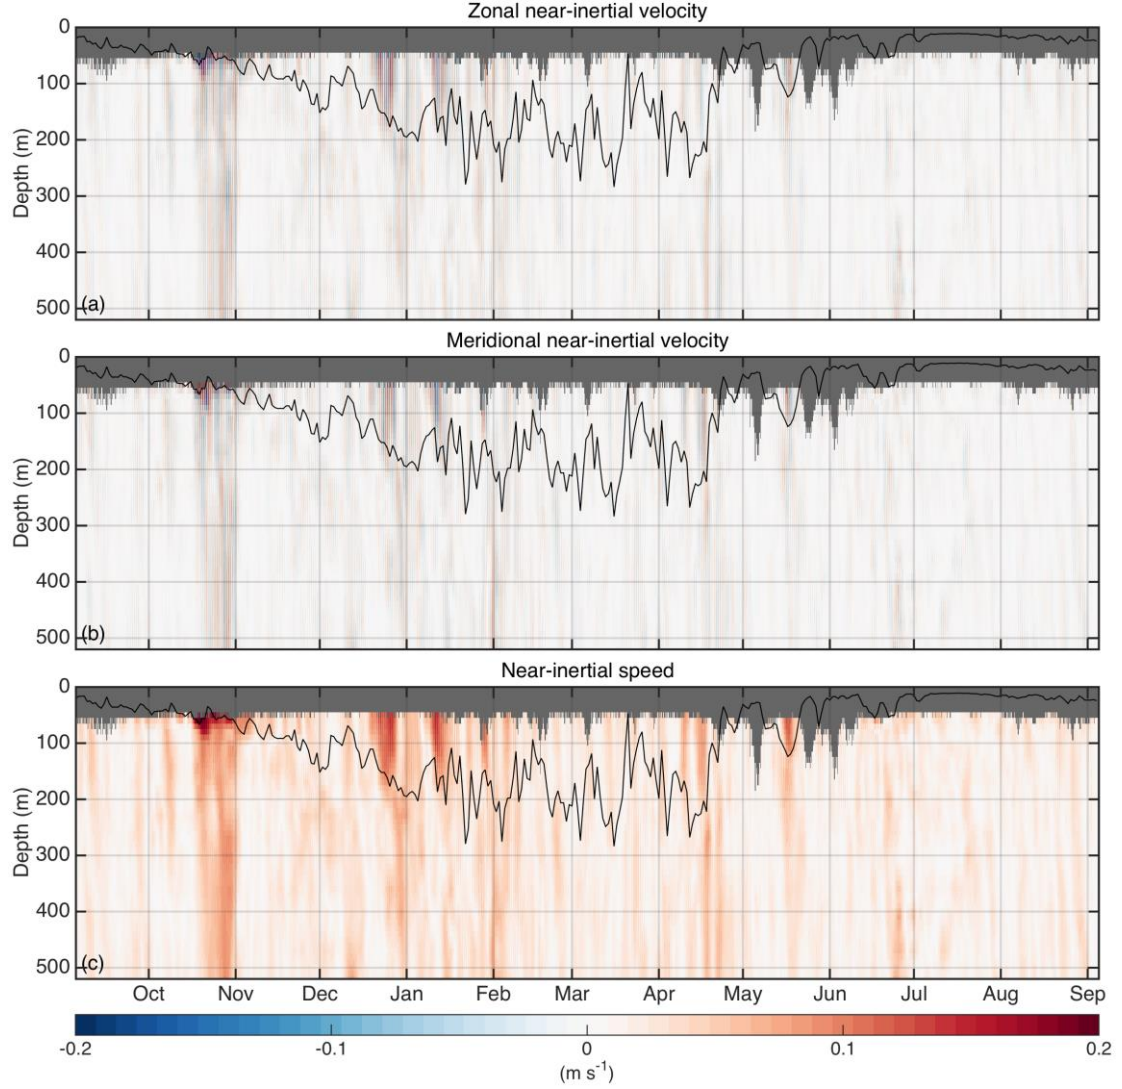 Zonal near-inertial velocity
0
100
200
300
400
500
Depth (m)
(a)
Meridional near-inertial velocity
0
100
200
300
400
500
Depth (m)
(b)
Near-inertial speed
0
100
200
300
400
500
Depth (m)
(c)
Oct Nov Dec Jan Feb Mar Apr May Jun Jul Aug Sep
-0.2 -0.1 0 0.1 0.2
(m s⁻¹)